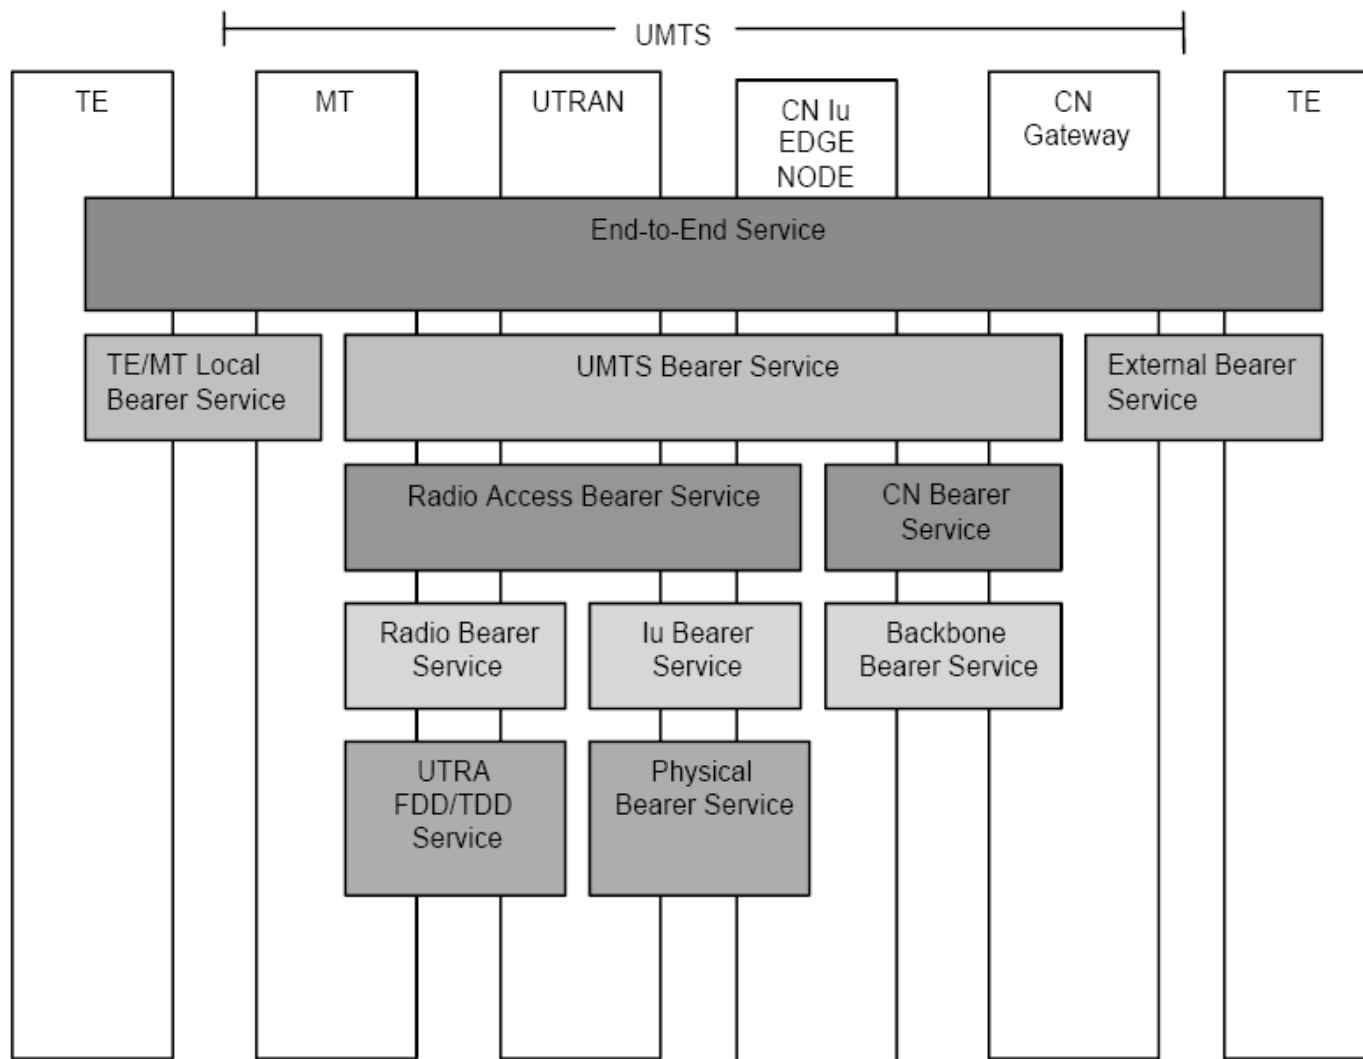 UMTS
TE
MT
UTRAN
CN Iu
EDGE
NODE
CN
Gateway
TE
End-to-End Service
TE/MT Local
Bearer Service
UMTS Bearer Service
External Bearer
Service
Radio Access Bearer Service
CN Bearer
Service
Radio Bearer
Service
Iu Bearer
Service
Backbone
Bearer Service
UTRA
FDD/TDD
Service
Physical
Bearer Service